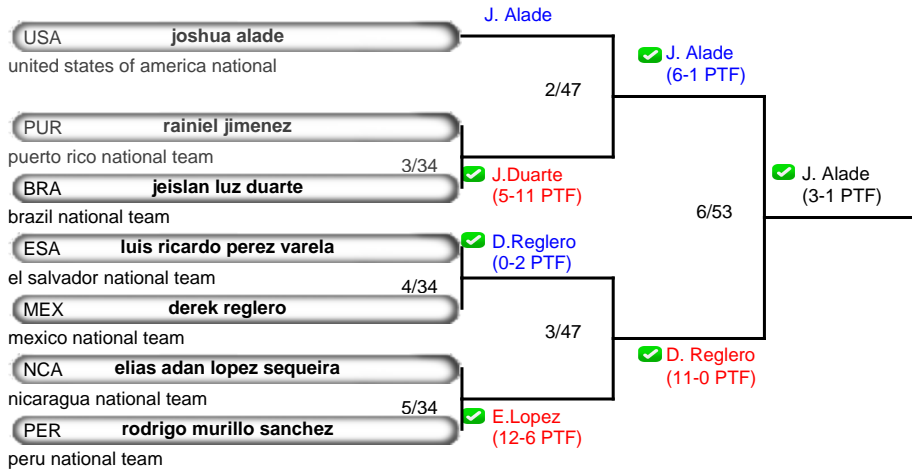 J. Alade
USA joshua alade
united states of america national
J. Alade
(6-1 PTF)
2/47
PUR rainiel jimenez
puerto rico national team
3/34
BRA jeislan luz duarte
J.Duarte
(5-11 PTF)
brazil national team
J. Alade
(3-1 PTF)
6/53
ESA luis ricardo perez varela
D.Reglero
(0-2 PTF)
el salvador national team
4/34
MEX derek reglero
mexico national team
3/47
D. Reglero
(11-0 PTF)
NCA elias adan lopez sequeira
nicaragua national team
5/34
E.Lopez
(12-6 PTF)
PER rodrigo murillo sanchez
peru national team